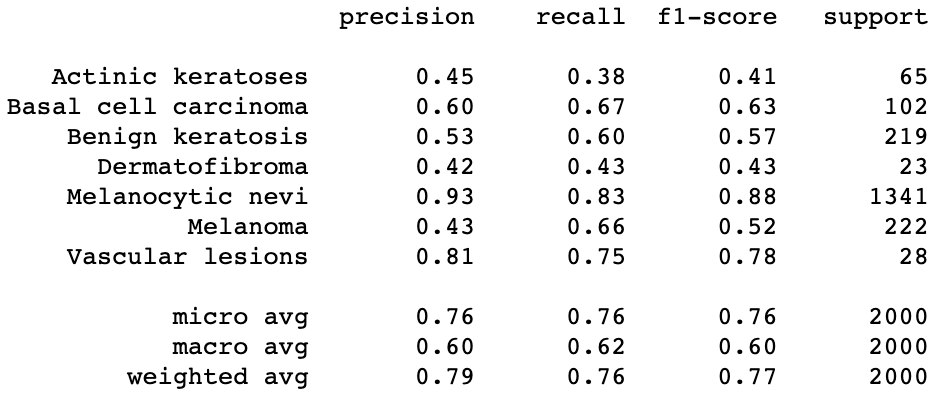 precision recall f1-score support
Actinic keratoses 0.45 0.38 0.41 65
Basal cell carcinoma 0.60 0.67 0.63 102
Benign keratosis 0.53 0.60 0.57 219
Dermatofibroma 0.42 0.43 0.43 23
Melanocytic nevi 0.93 0.83 0.88 1341
Melanoma 0.43 0.66 0.52 222
Vascular lesions 0.81 0.75 0.78 28
micro avg 0.76 0.76 0.76 2000
macro avg 0.60 0.62 0.60 2000
weighted avg 0.79 0.76 0.77 2000